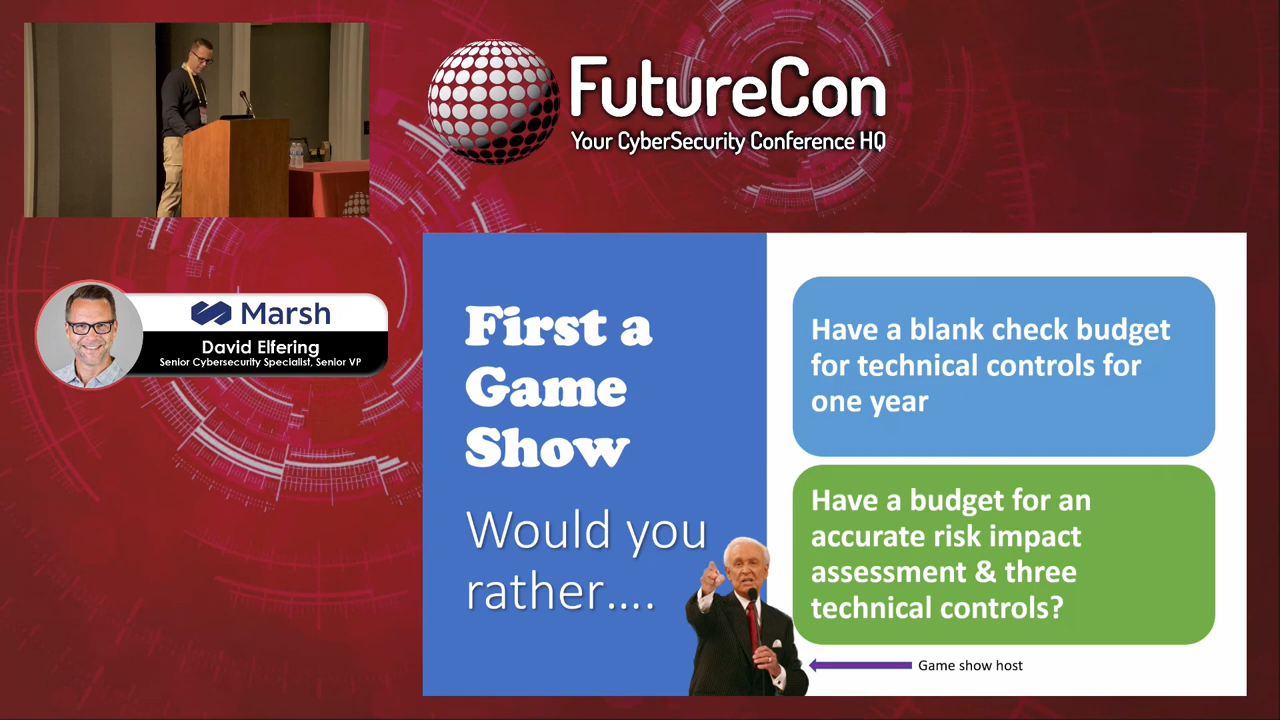 FutureCon
Your CyberSecurity Conference HQ
Marsh
David Elfering
Senior Cybersecurity Specialist, Senior VP
First a
Game
Show
Would you
rather....
Have a blank check budget
for technical controls for
one year
Have a budget for an
accurate risk impact
assessment & three
technical controls?
Game show host